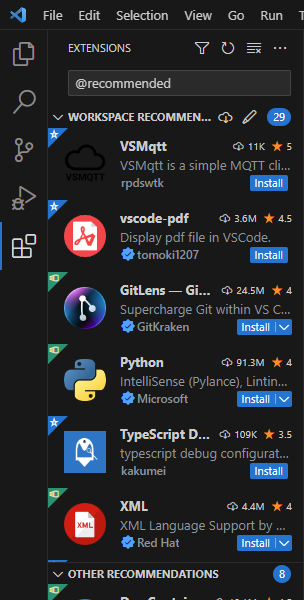 File Edit Selection View Go Run
EXTENSIONS
@recommended
WORKSPACE RECOMMEN... 29
VSMqtt 11K 5
VSMQTT
VSMqtt is a simple MQTT cli...
rpdswtk Install
vscode-pdf 3.6M 4.5
Display pdf file in VSCode.
tomoki1207 Install
GitLens — Gi... 24.5M 4
Supercharge Git within VS C...
GitKraken Install
Python 91.3M 4
IntelliSense (Pylance), Lintin...
Microsoft Install
TypeScript D... 109K 3.5
typescript debug configurat...
kakumei Install
XML 4.4M 4
XML
XML Language Support by ...
Red Hat Install
OTHER RECOMMENDATIONS 8